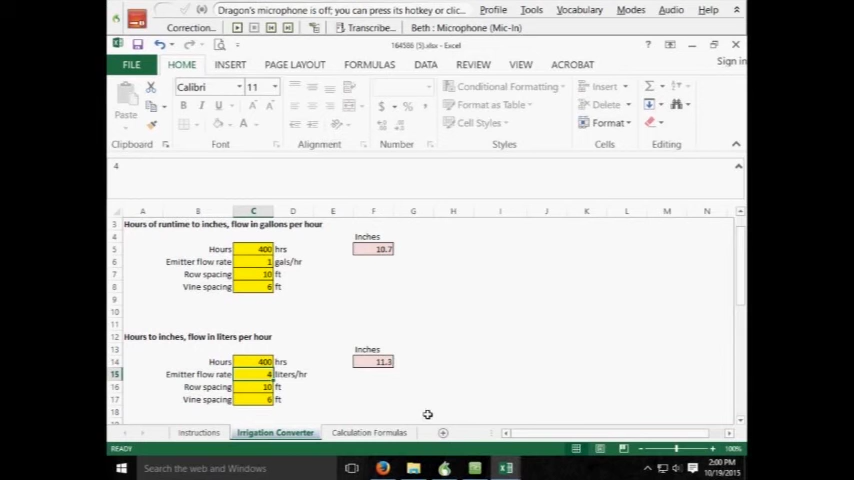 Dragon's microphone is off; you can press its hotkey or clic... Profile Tools Vocabulary Modes Audio Help
Correction... Transcribe... Beth : Microphone (Mic-In)
164586 (5).xlsx - Excel
FILE HOME INSERT PAGE LAYOUT FORMULAS DATA REVIEW VIEW ACROBAT Sign in
Calibri 11 Conditional Formatting Insert
Paste B I U $ % Format as Table Delete
Cell Styles Format
Clipboard Font Alignment Number Styles Cells Editing
4
A B C D E F G H I J K L M N
3 Hours of runtime to inches, flow in gallons per hour
4 Inches
5 Hours 400 hrs 10.7
6 Emitter flow rate 1 gals/hr
7 Row spacing 10 ft
8 Vine spacing 6 ft
9
10
11
12 Hours to inches, flow in liters per hour
13 Inches
14 Hours 400 hrs 11.3
15 Emitter flow rate 4 liters/hr
16 Row spacing 10 ft
17 Vine spacing 6 ft
18
Instructions Irrigation Converter Calculation Formulas
READY 100%
Search the web and Windows 2:00 PM
10/19/2015